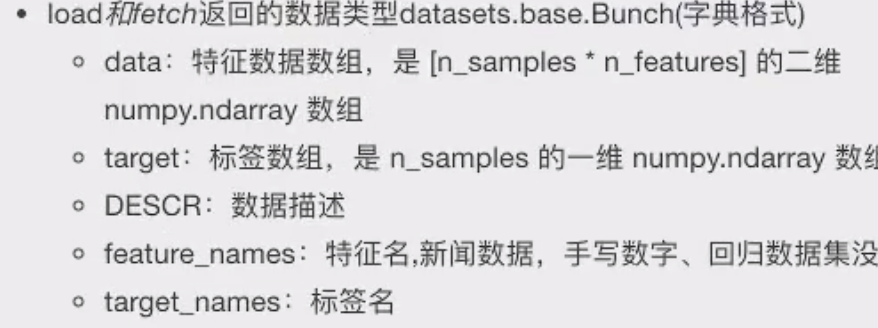 • load和fetch返回的数据类型datasets.base.Bunch(字典格式)
◦ data：特征数据数组，是 [n_samples * n_features] 的二维
numpy.ndarray 数组
◦ target：标签数组，是 n_samples 的一维 numpy.ndarray 数组
◦ DESCR：数据描述
◦ feature_names：特征名,新闻数据，手写数字、回归数据集没
◦ target_names：标签名